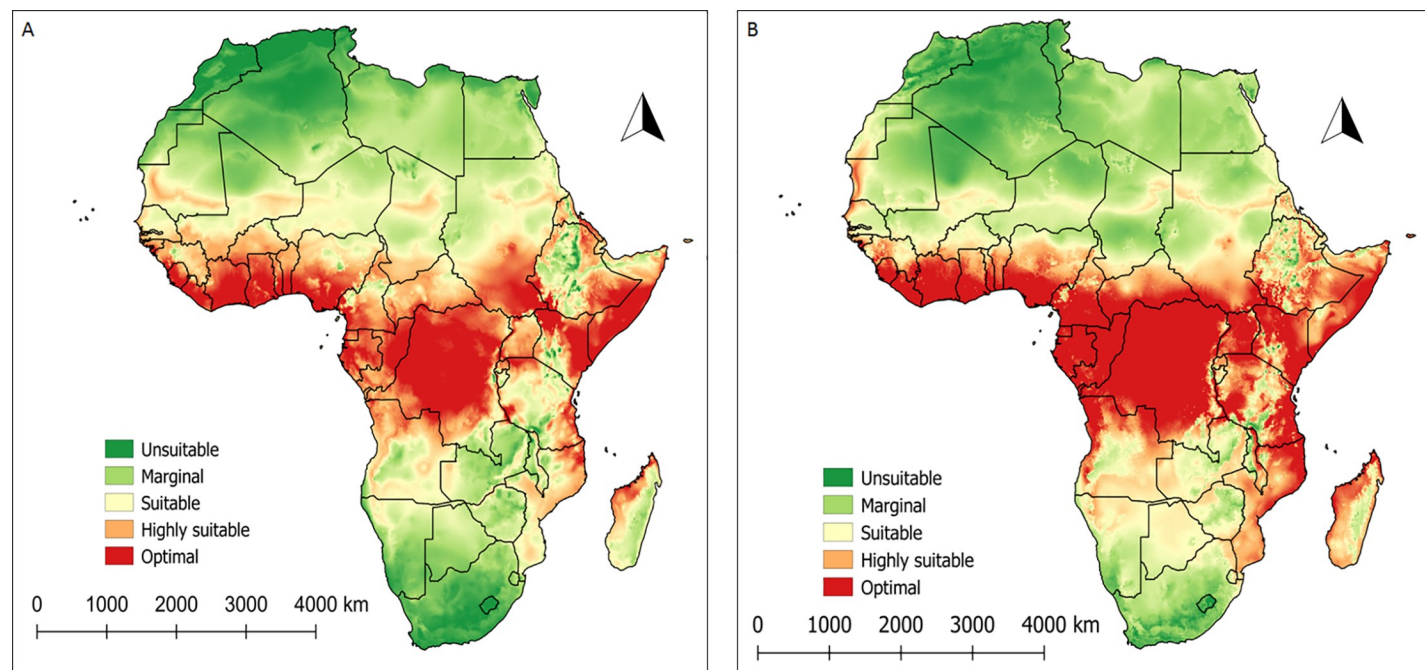 A
Unsuitable
Marginal
Suitable
Highly suitable
Optimal
0 1000 2000 3000 4000 km
B
Unsuitable
Marginal
Suitable
Highly suitable
Optimal
0 1000 2000 3000 4000 km